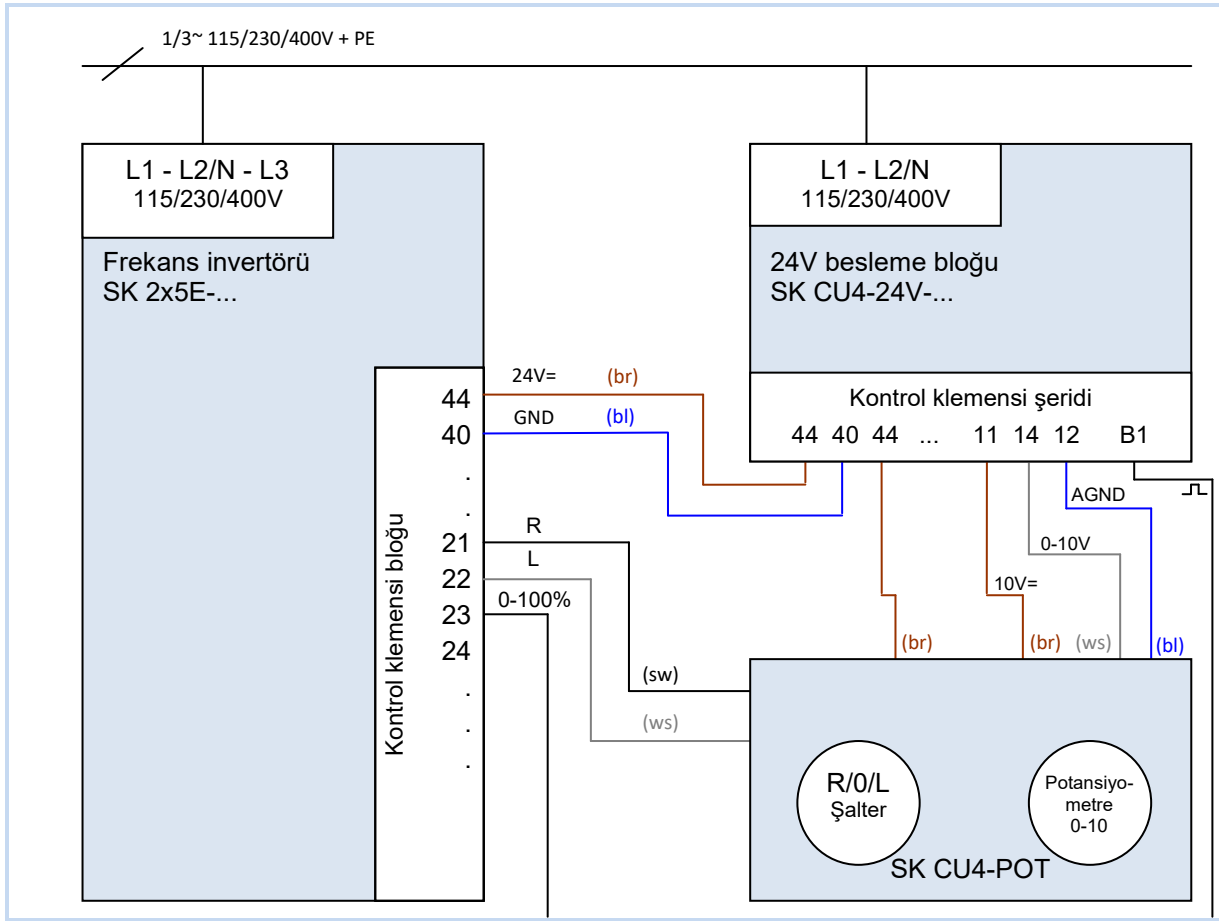 1/3~ 115/230/400V + PE
L1 - L2/N - L3
115/230/400V
Frekans invertörü
SK 2x5E-...
L1 - L2/N
115/230/400V
24V besleme bloğu
SK CU4-24V-...
Kontrol klemensi bloğu
44
40
.
.
21
22
23
24
.
.
.
24V= (br)
GND (bl)
R
L
0-100%
(sw)
(ws)
Kontrol klemensi şeridi
44 40 44 ... 11 14 12 B1
AGND
0-10V
10V=
(br) (br) (ws) (bl)
R/0/L
Şalter
Potansiyo-
metre
0-10
SK CU4-POT